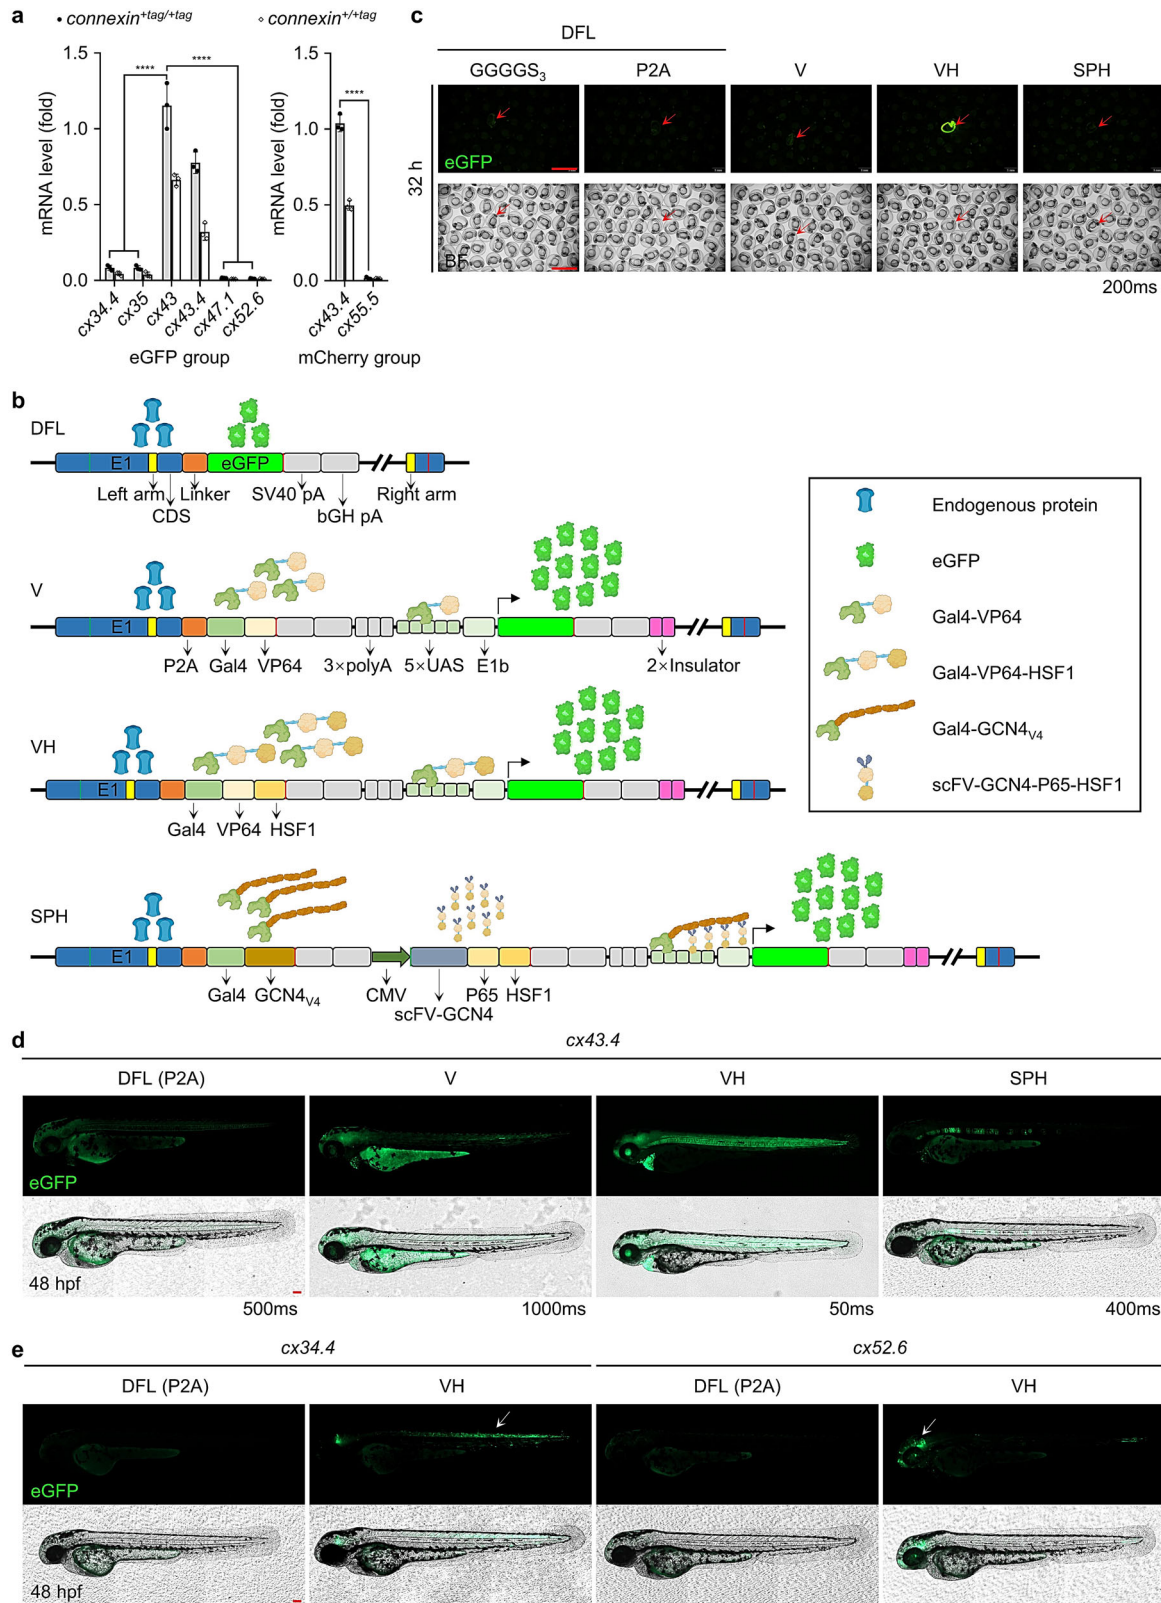 a
• connexin+tag/+tag
◇ connexin+/+tag
mRNA level (fold)
1.5
1.0
0.5
0.0
****
****
cx34.4
cx35
cx43
cx43.4
cx47.1
cx52.6
eGFP group
mRNA level (fold)
1.5
1.0
0.5
0.0
****
cx43.4
cx55.5
mCherry group
c
DFL
GGGGS3
P2A
V
VH
SPH
32 h
eGFP
BF
200ms
b
DFL
E1
eGFP
Left arm
Linker
SV40 pA
Right arm
CDS
bGH pA
V
E1
P2A
Gal4
VP64
3×polyA
5×UAS
E1b
2×Insulator
VH
E1
Gal4
VP64
HSF1
SPH
E1
Gal4
GCN4V4
CMV
P65
HSF1
scFV-GCN4
Endogenous protein
eGFP
Gal4-VP64
Gal4-VP64-HSF1
Gal4-GCN4V4
scFV-GCN4-P65-HSF1
d
cx43.4
DFL (P2A)
V
VH
SPH
eGFP
48 hpf
500ms
1000ms
50ms
400ms
e
cx34.4
cx52.6
DFL (P2A)
VH
DFL (P2A)
VH
eGFP
48 hpf